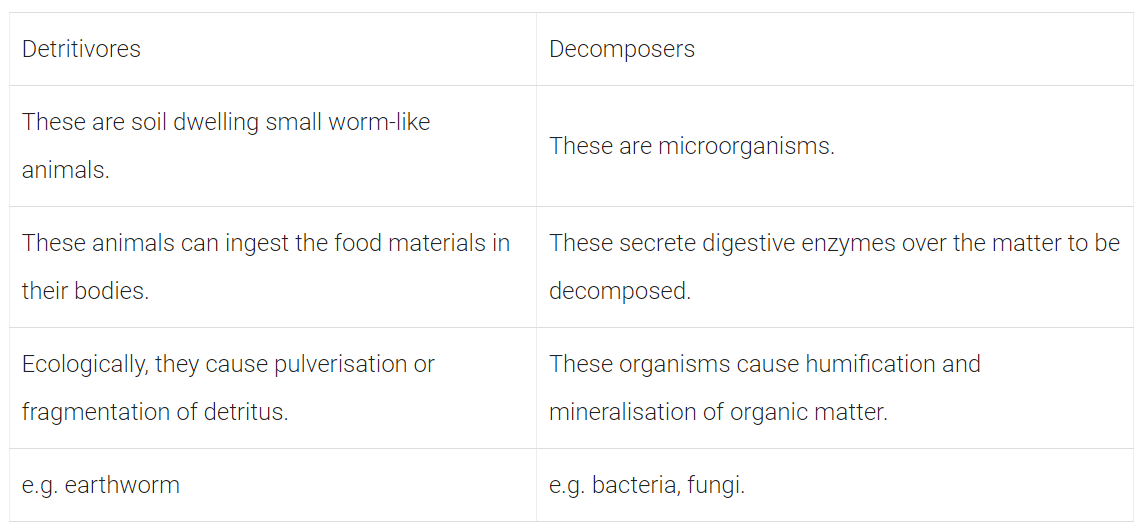 Detritivores
Decomposers
These are soil dwelling small worm-like
animals.
These are microorganisms.
These animals can ingest the food materials in
their bodies.
These secrete digestive enzymes over the matter to be
decomposed.
Ecologically, they cause pulverisation or
fragmentation of detritus.
These organisms cause humification and
mineralisation of organic matter.
e.g. earthworm
e.g. bacteria, fungi.